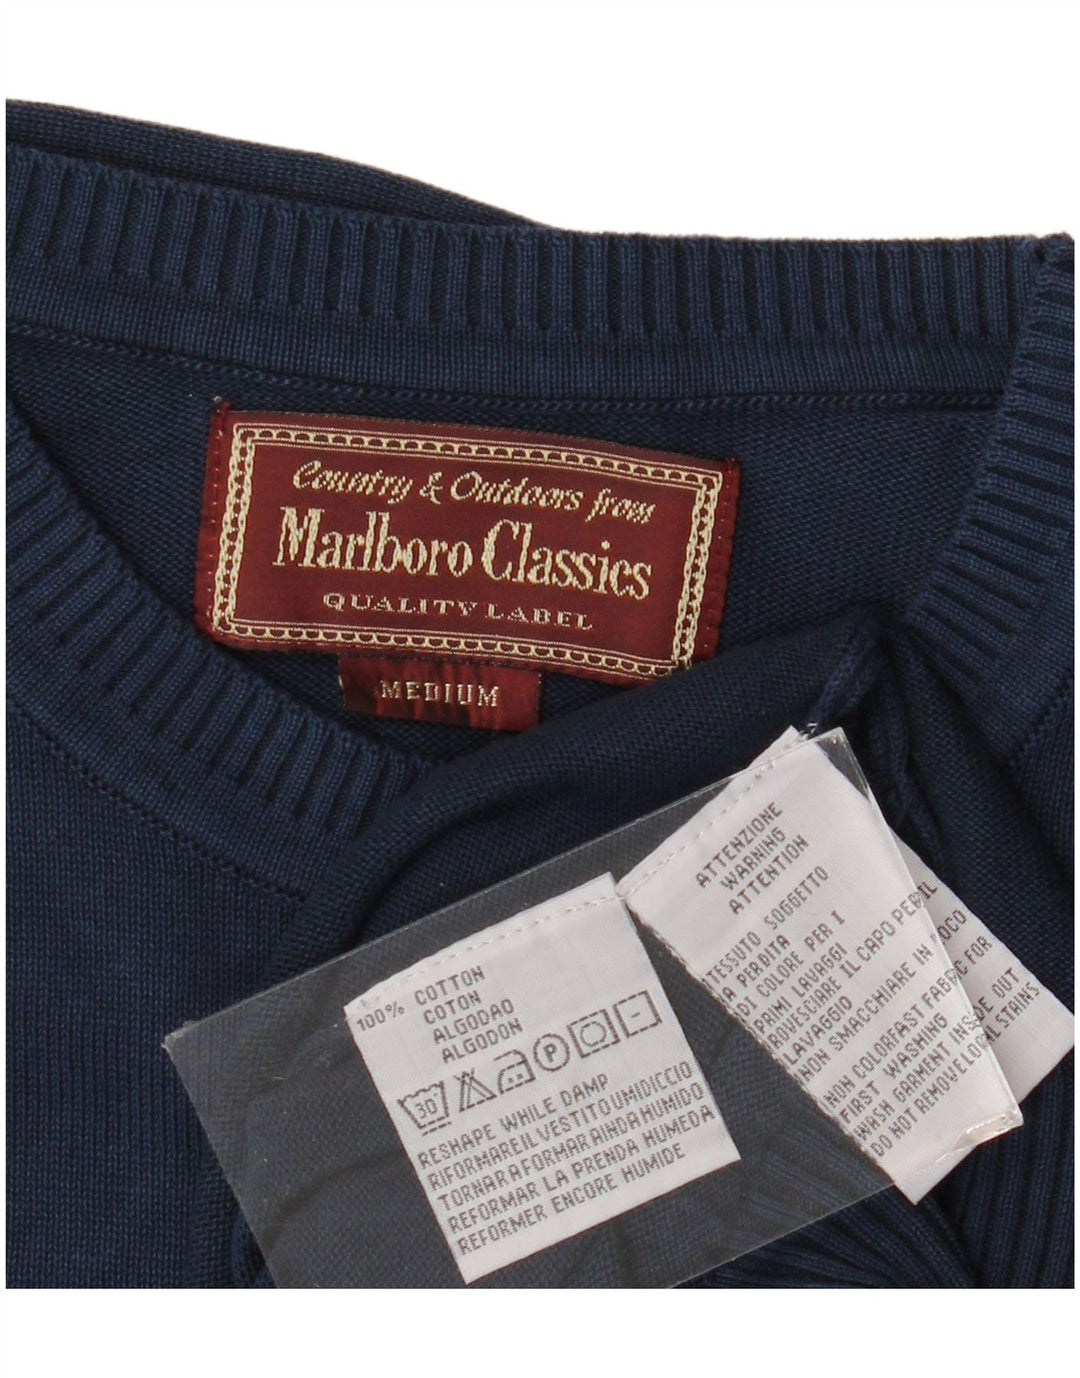 Country & Outdoors from
Marlboro Classics
QUALITY LABEL
MEDIUM
100% COTTON
COTON
ALGODAO
ALGODON
30° P
RESHAPE WHILE DAMP
RIFORMARE IL VESTITO UMIDICCIO
TORNAR A FORMAR AINDA HUMIDO
REFORMAR LA PRENDA HUMEDA
REFORMER ENCORE HUMIDE
ATTENZIONE
WARNING
ATTENTION
TESSUTO SOGGETTO
A PERDITA
DI COLORE PER I
PRIMI LAVAGGI
ROVESCIARE IL CAPO PER IL
LAVAGGIO
NON SMACCHIARE IN LOCO
NON COLORFAST FABRIC FOR
FIRST WASHING
WASH GARMENT INSIDE OUT
DO NOT REMOVE LOCAL STAINS